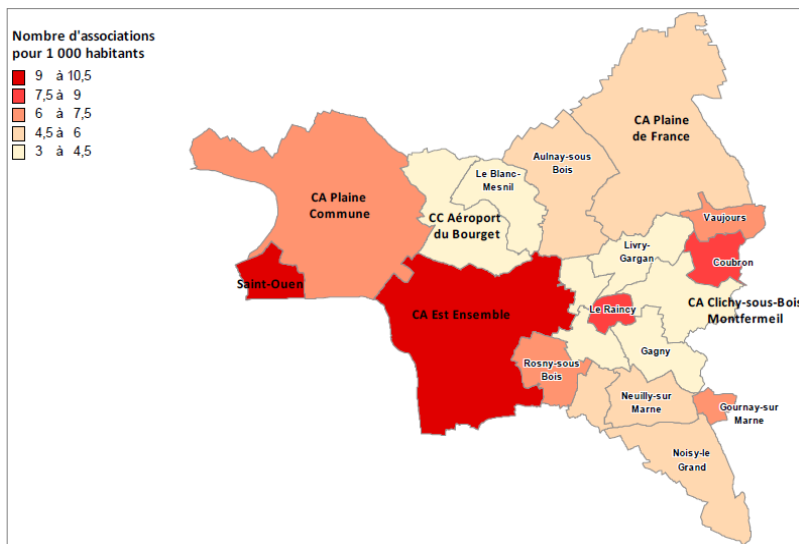 Nombre d'associations
pour 1 000 habitants
9 à 10,5
7,5 à 9
6 à 7,5
4,5 à 6
3 à 4,5
CA Plaine
de France
Aulnay-sous
Bois
Le Blanc-
Mesnil
CA Plaine
Commune
CC Aéroport
du Bourget
Vaujours
Livry-
Gargan
Coubron
Saint-Ouen
CA Est Ensemble
Le Raincy
CA Clichy-sous-Bois
Montfermeil
Gagny
Rosny-sous
Bois
Neuilly-sur
Marne
Gournay-sur
Marne
Noisy-le
Grand